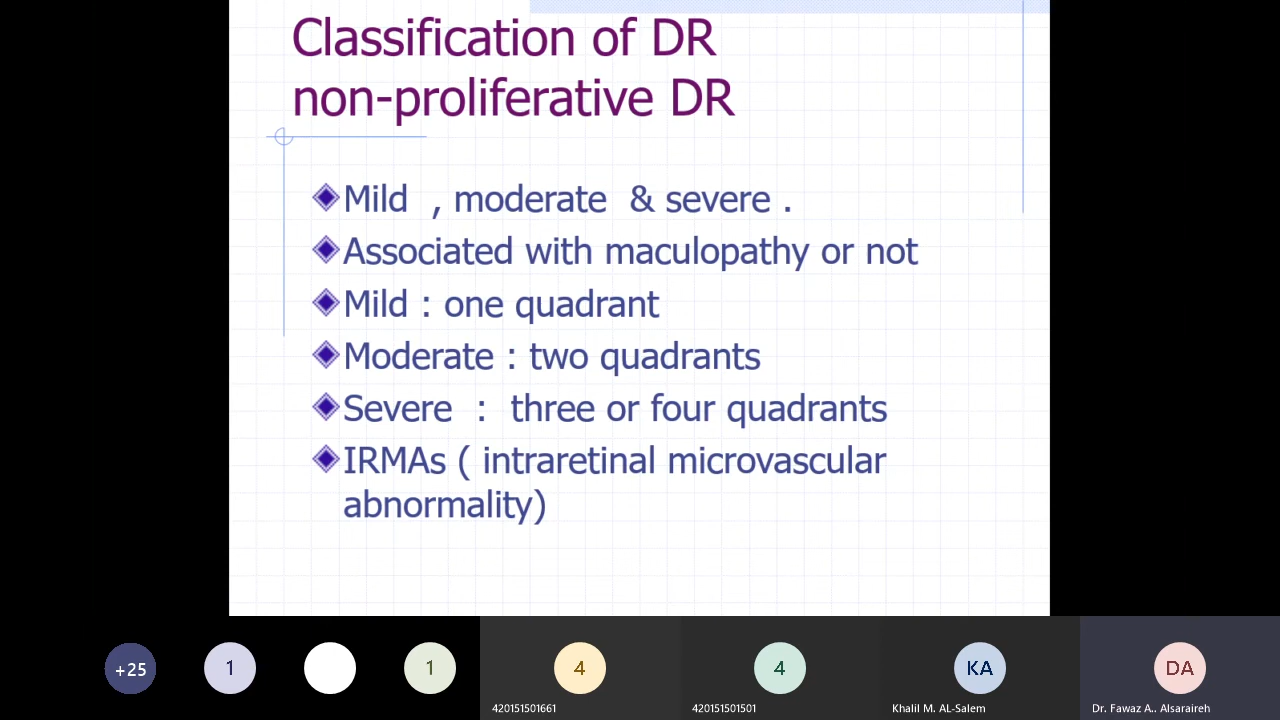 Classification of DR
non-proliferative DR
Mild , moderate & severe .
Associated with maculopathy or not
Mild : one quadrant
Moderate : two quadrants
Severe : three or four quadrants
IRMAs ( intraretinal microvascular
abnormality)
+25
1
1
4
4
KA
DA
420151501661
420151501501
Khalil M. AL-Salem
Dr. Fawaz A.. Alsaraireh